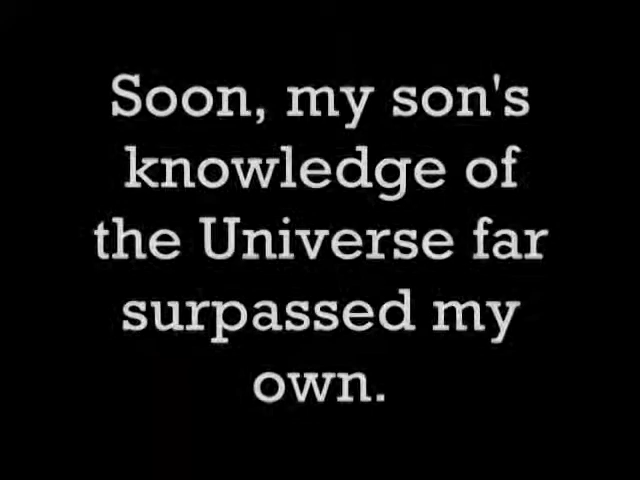 Soon, my son's
knowledge of
the Universe far
surpassed my
own.